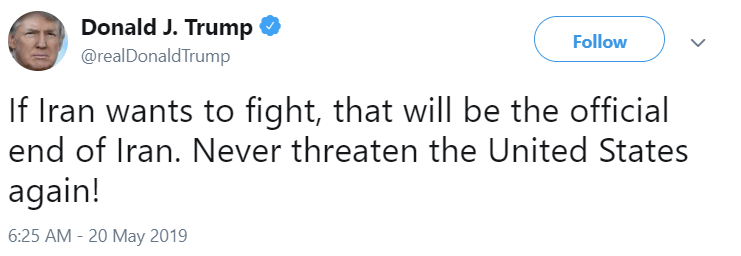 Donald J. Trump
@realDonaldTrump
Follow
If Iran wants to fight, that will be the official
end of Iran. Never threaten the United States
again!
6:25 AM - 20 May 2019